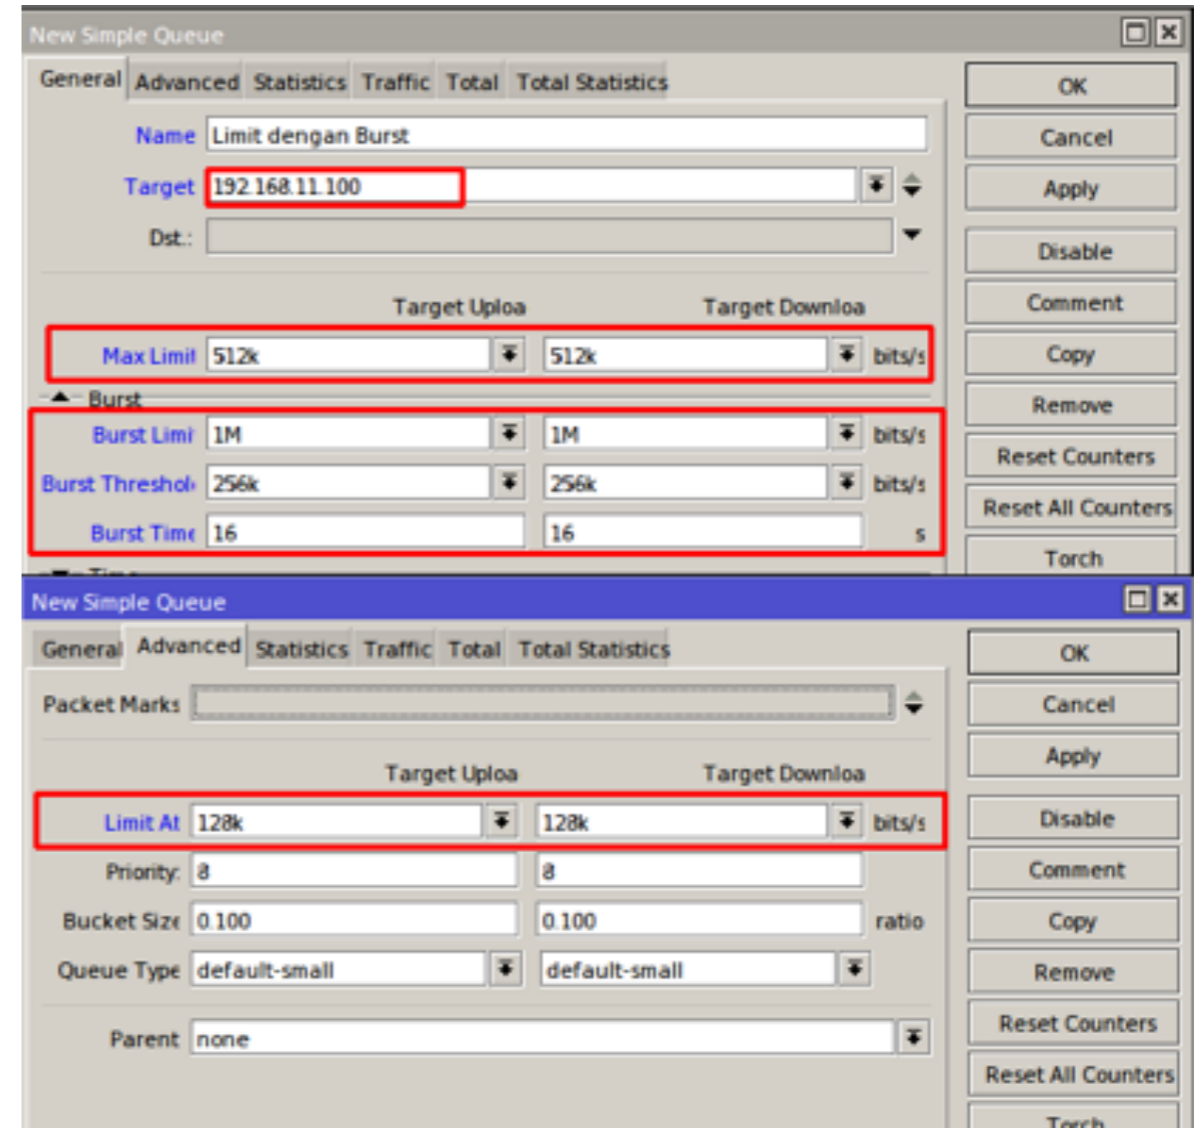 New Simple Queue
General Advanced Statistics Traffic Total Total Statistics
Name Limit dengan Burst
Target 192.168.11.100
Dst.:
Target Uploa Target Downloa
Max Limit 512k 512k bits/s
Burst
Burst Limit 1M 1M bits/s
Burst Threshold 256k 256k bits/s
Burst Time 16 16 s
Time
OK
Cancel
Apply
Disable
Comment
Copy
Remove
Reset Counters
Reset All Counters
Torch
New Simple Queue
General Advanced Statistics Traffic Total Total Statistics
Packet Marks
Target Uploa Target Downloa
Limit At 128k 128k bits/s
Priority: 8 8
Bucket Size 0.100 0.100 ratio
Queue Type default-small default-small
Parent none
OK
Cancel
Apply
Disable
Comment
Copy
Remove
Reset Counters
Reset All Counters
Torch